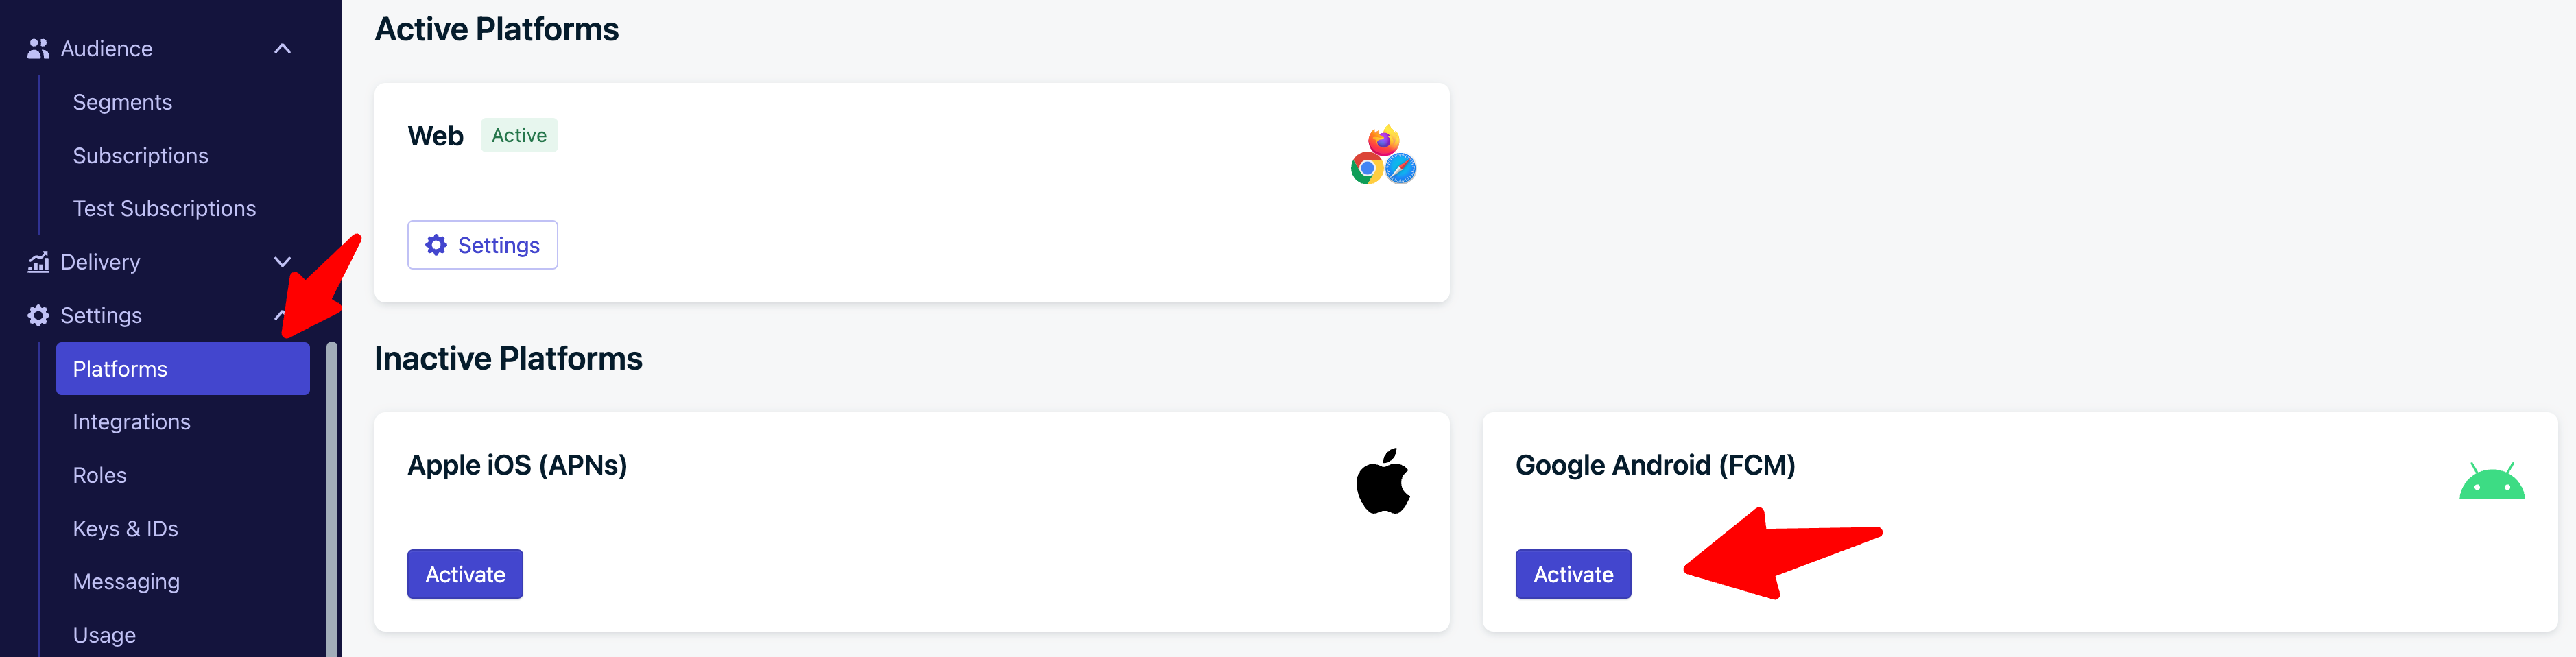 Audience
Segments
Subscriptions
Test Subscriptions
Delivery
Settings
Platforms
Integrations
Roles
Keys & IDs
Messaging
Usage
Active Platforms
Web
Active
Settings
Inactive Platforms
Apple iOS (APNs)
Activate
Google Android (FCM)
Activate